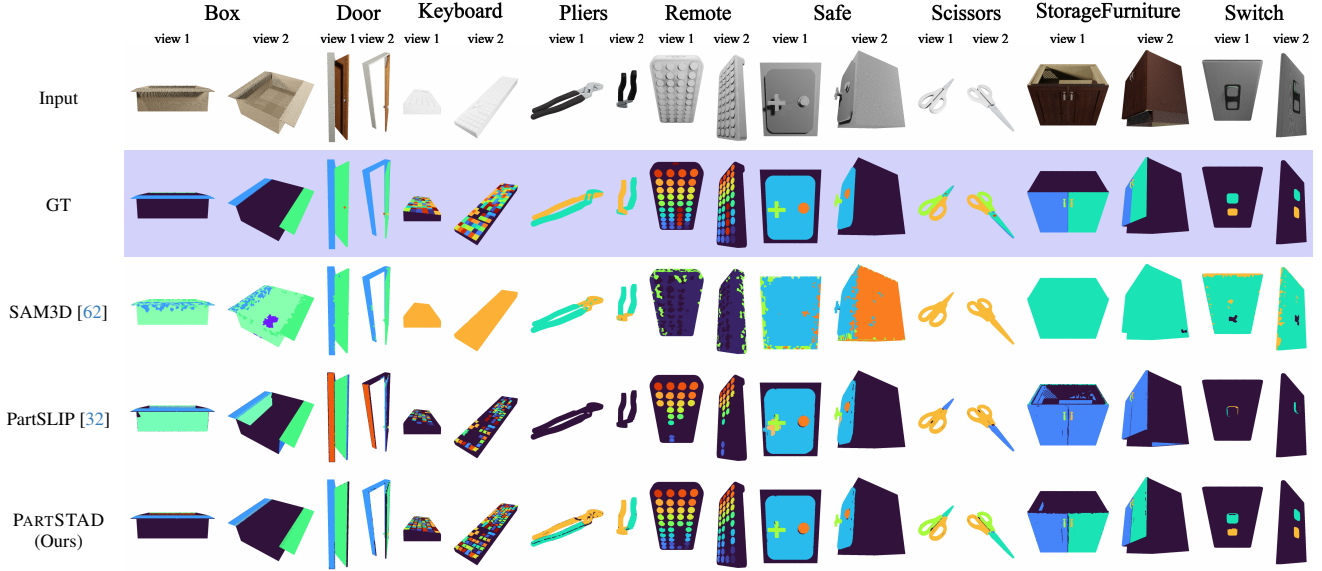 Box Door Keyboard Pliers Remote Safe Scissors StorageFurniture Switch
view 1 view 2 view 1 view 2 view 1 view 2 view 1 view 2 view 1 view 2 view 1 view 2 view 1 view 2 view 1 view 2 view 1 view 2
Input
GT
SAM3D [62]
PartSLIP [32]
PARTSTAD
(Ours)